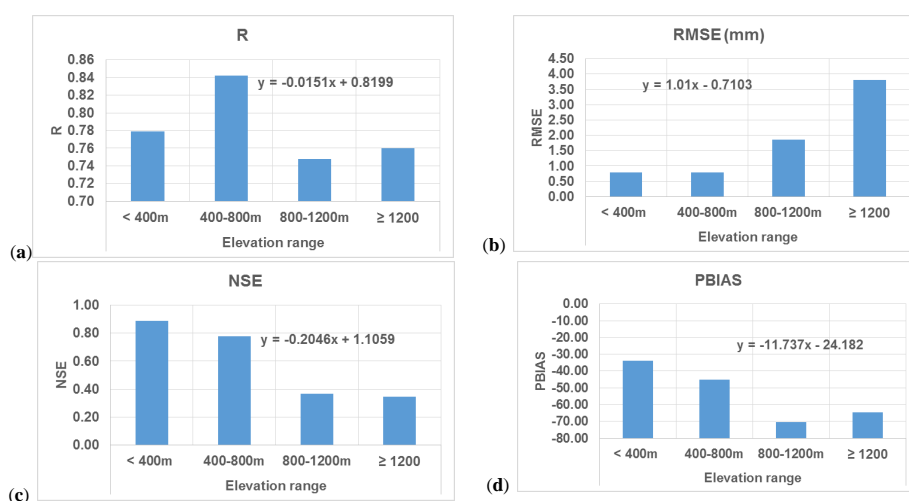 R
0.86
0.84
0.82
0.80
0.78
0.76
0.74
0.72
0.70
R
y = -0.0151x + 0.8199
< 400m 400-800m 800-1200m ≥ 1200
Elevation range
(a)
RMSE (mm)
4.50
4.00
3.50
3.00
2.50
2.00
1.50
1.00
0.50
0.00
RMSE
y = 1.01x - 0.7103
< 400m 400-800m 800-1200m ≥ 1200
Elevation range
(b)
NSE
1.00
0.80
0.60
0.40
0.20
0.00
NSE
y = -0.2046x + 1.1059
< 400m 400-800m 800-1200m ≥ 1200
Elevation range
(c)
PBIAS
0.00
-10.00
-20.00
-30.00
-40.00
-50.00
-60.00
-70.00
-80.00
PBIAS
y = -11.737x - 24.182
< 400m 400-800m 800-1200m ≥ 1200
Elevation range
(d)